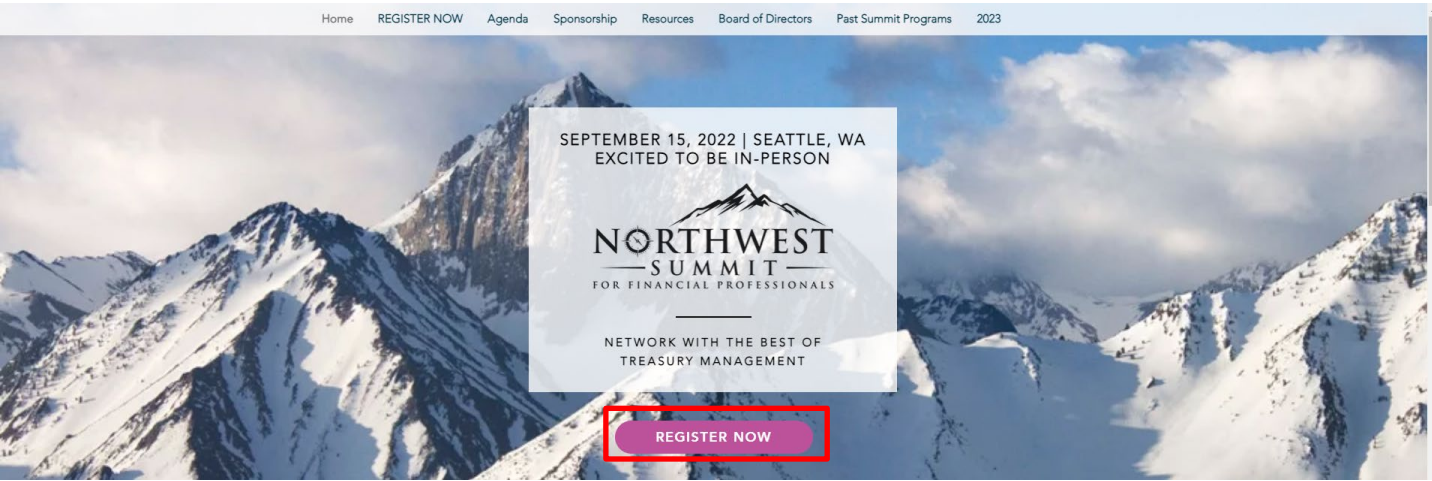 Home REGISTER NOW Agenda Sponsorship Resources Board of Directors Past Summit Programs 2023
SEPTEMBER 15, 2022 | SEATTLE, WA
EXCITED TO BE IN-PERSON
NORTHWEST
SUMMIT
FOR FINANCIAL PROFESSIONALS
NETWORK WITH THE BEST OF
TREASURY MANAGEMENT
REGISTER NOW